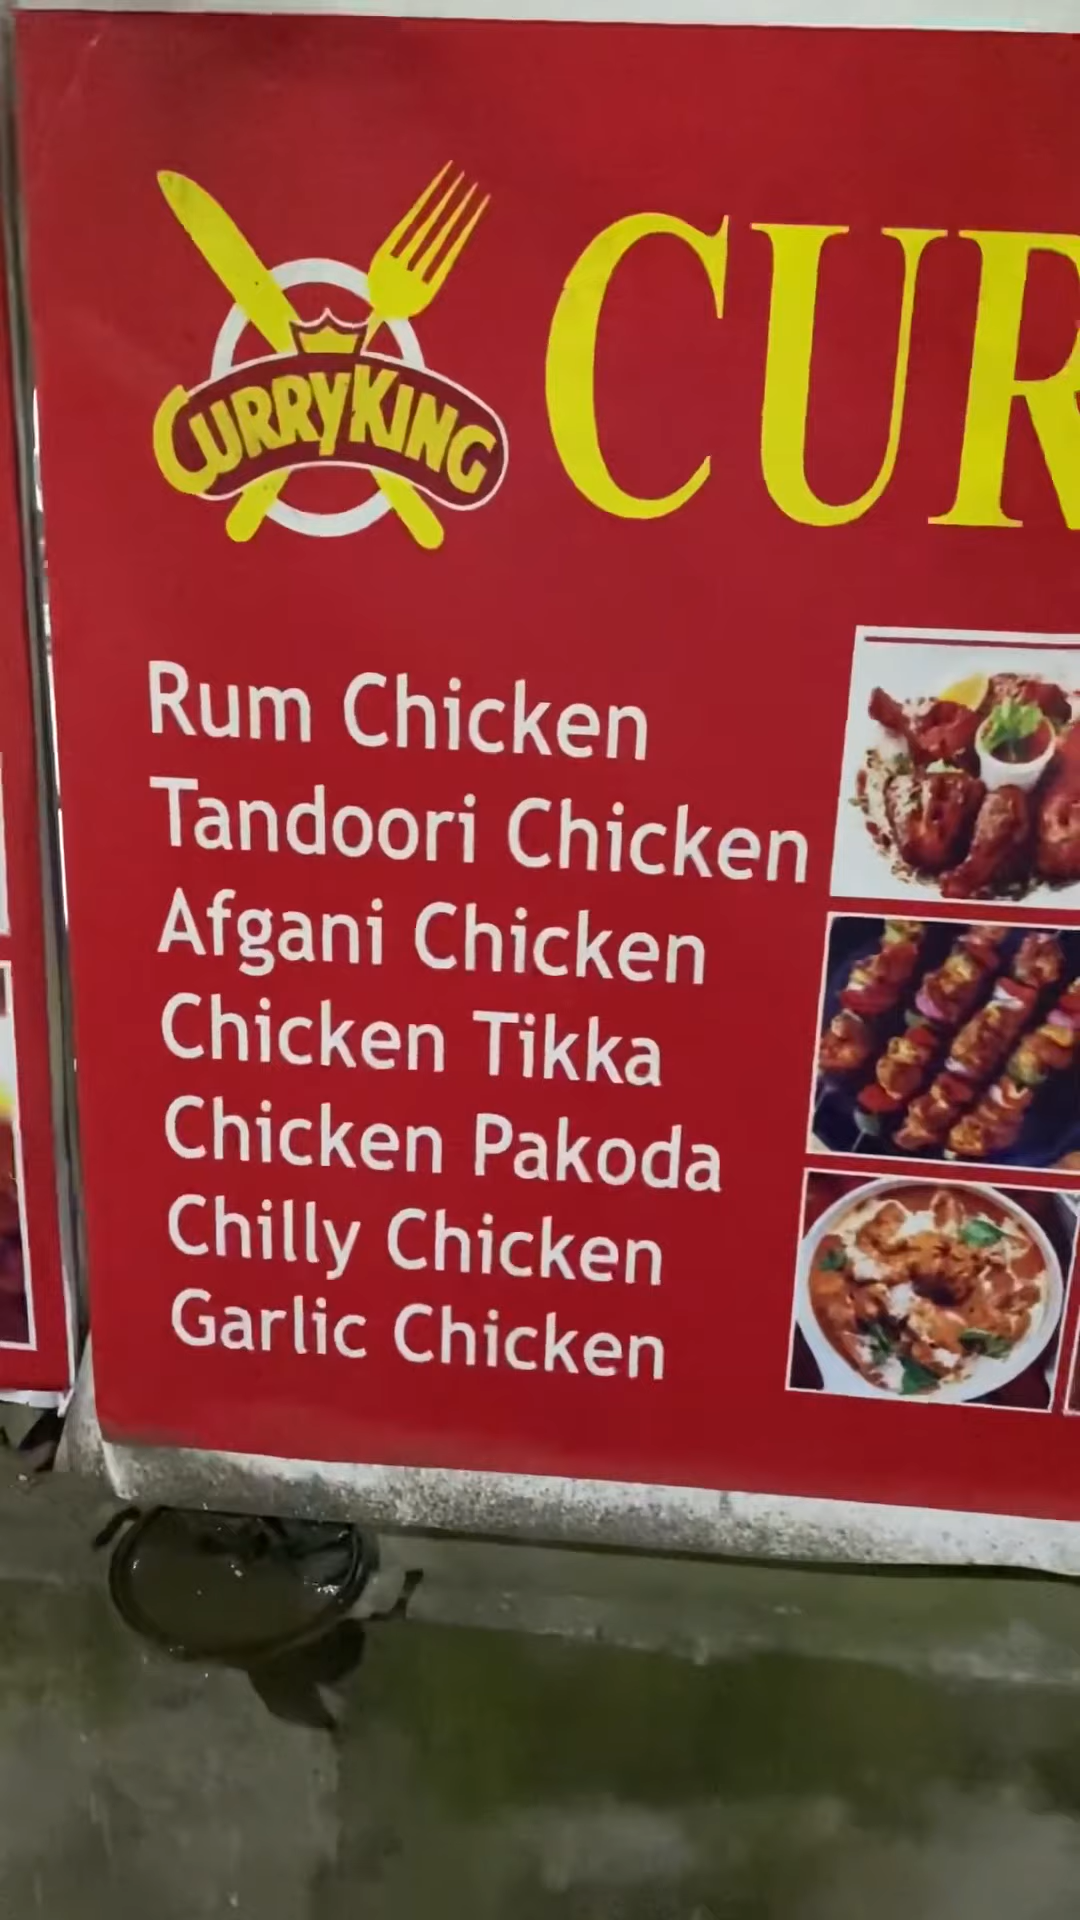 CURRYKING
CUR
Rum Chicken
Tandoori Chicken
Afgani Chicken
Chicken Tikka
Chicken Pakoda
Chilly Chicken
Garlic Chicken